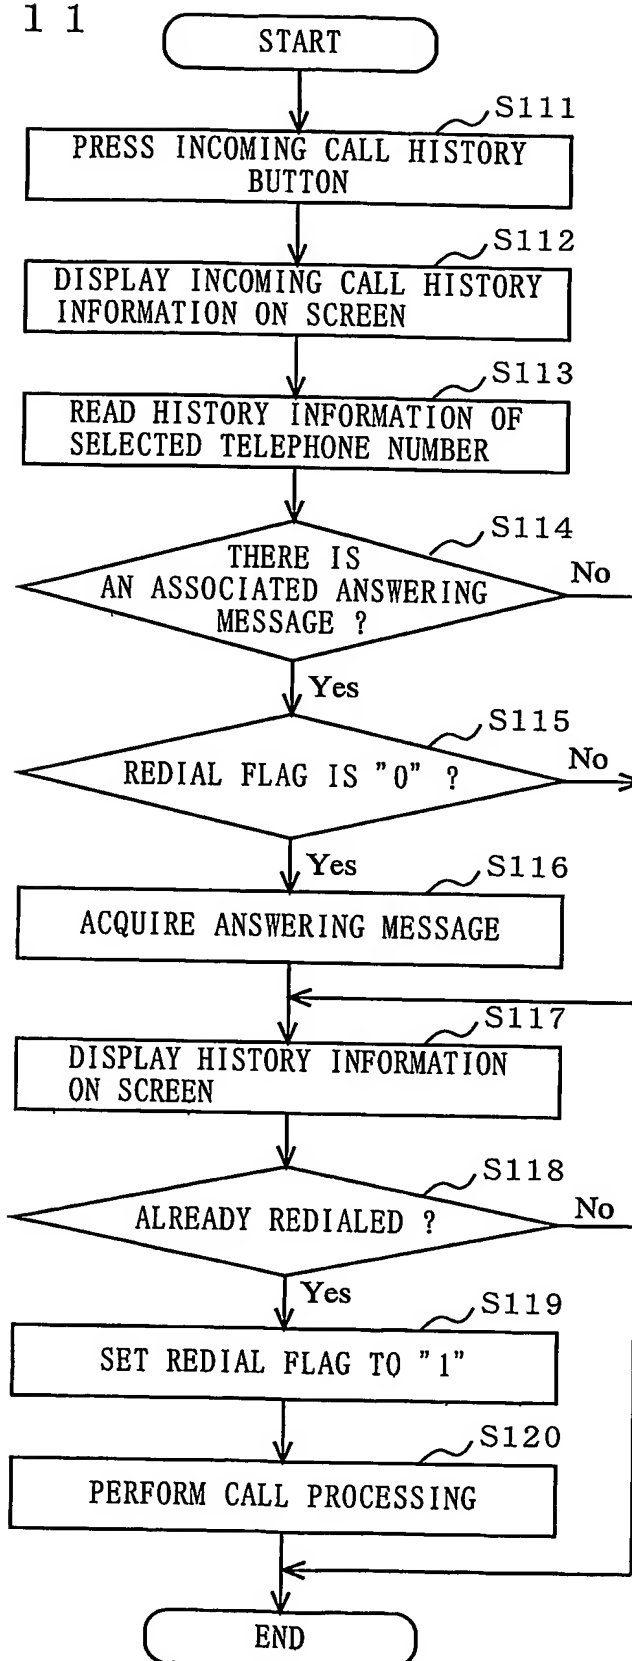 1 1
START
S111
PRESS INCOMING CALL HISTORY
BUTTON
S112
DISPLAY INCOMING CALL HISTORY
INFORMATION ON SCREEN
S113
READ HISTORY INFORMATION OF
SELECTED TELEPHONE NUMBER
S114
THERE IS
AN ASSOCIATED ANSWERING
MESSAGE ?
No
Yes
S115
REDIAL FLAG IS "0" ?
No
Yes
S116
ACQUIRE ANSWERING MESSAGE
S117
DISPLAY HISTORY INFORMATION
ON SCREEN
S118
ALREADY REDIALED ?
No
Yes
S119
SET REDIAL FLAG TO "1"
S120
PERFORM CALL PROCESSING
END